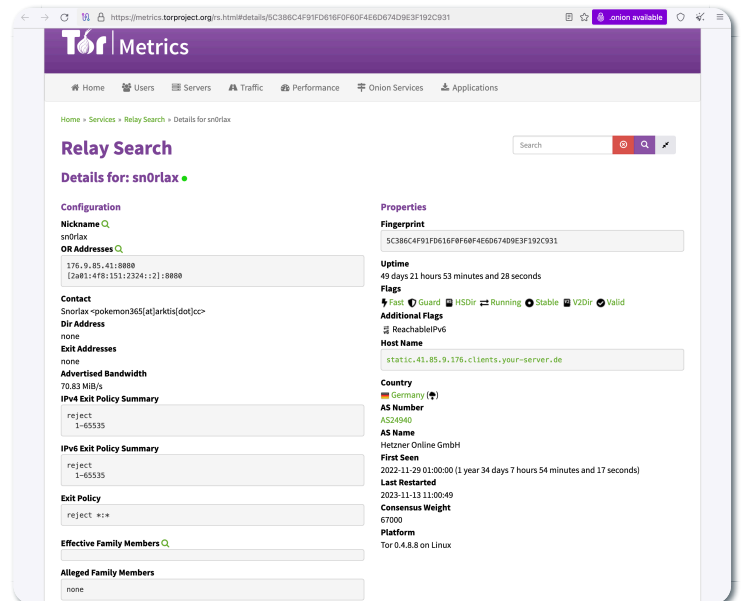 https://metrics.torproject.org/rs.html#details/5C386C4F91FD616F0F60F4E6D674D9E3F192C931
.onion available
Tor Metrics
Home Users Servers Traffic Performance Onion Services Applications
Home » Services » Relay Search » Details for sn0rlax
Relay Search
Search
Details for: sn0rlax
Configuration
Nickname
sn0rlax
OR Addresses
176.9.85.41:8080
[2a01:4f8:151:2324::2]:8080
Contact
Snorlax <pokemon365[at]arktis[dot]cc>
Dir Address
none
Exit Addresses
none
Advertised Bandwidth
70.83 MiB/s
IPv4 Exit Policy Summary
reject
1-65535
IPv6 Exit Policy Summary
reject
1-65535
Exit Policy
reject *:*
Effective Family Members
Alleged Family Members
none
Properties
Fingerprint
5C386C4F91FD616F0F60F4E6D674D9E3F192C931
Uptime
49 days 21 hours 53 minutes and 28 seconds
Flags
Fast Guard HSDir Running Stable V2Dir Valid
Additional Flags
ReachableIPv6
Host Name
static.41.85.9.176.clients.your-server.de
Country
Germany ( )
AS Number
AS24940
AS Name
Hetzner Online GmbH
First Seen
2022-11-29 01:00:00 (1 year 34 days 7 hours 54 minutes and 17 seconds)
Last Restarted
2023-11-13 11:00:49
Consensus Weight
67000
Platform
Tor 0.4.8.8 on Linux